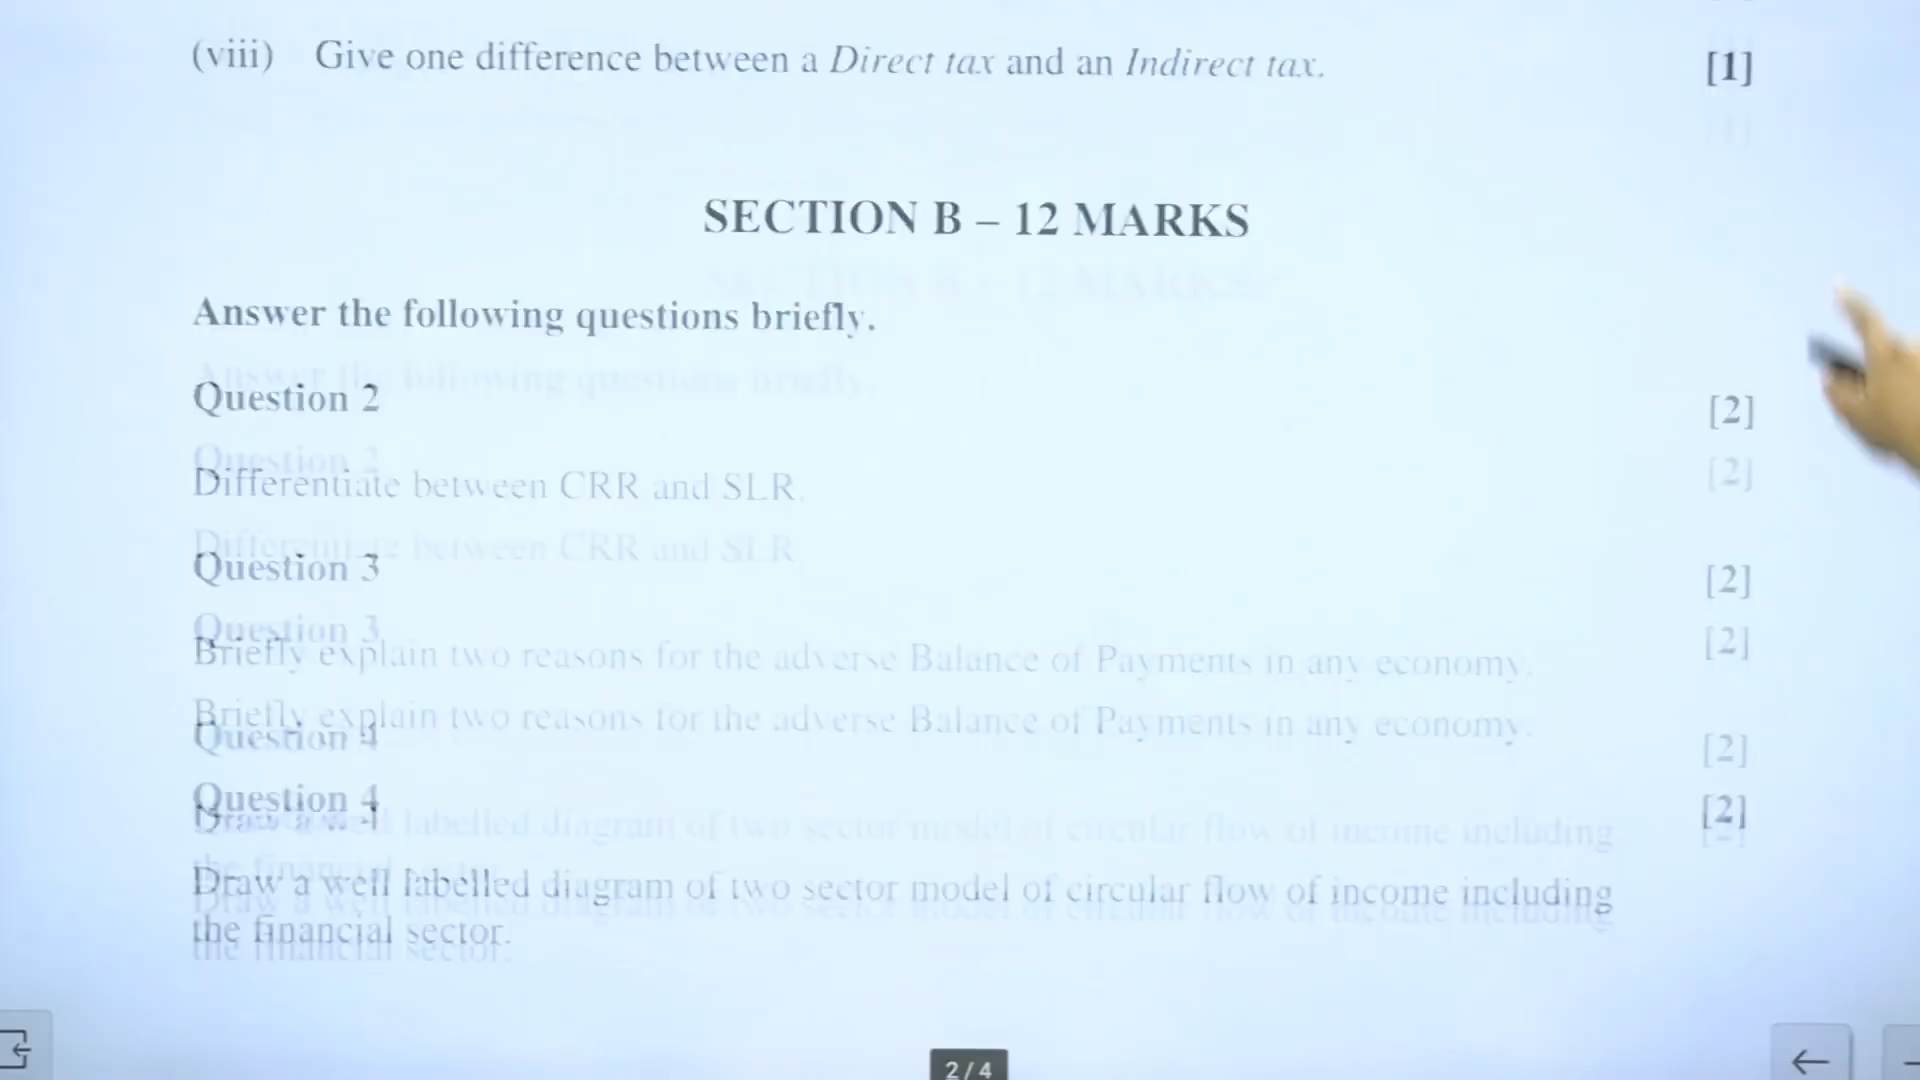 (viii) Give one difference between a Direct tax and an Indirect tax. [1]
SECTION B – 12 MARKS
Answer the following questions briefly.
Question 2 [2]
Differentiate between CRR and SLR.
Question 3 [2]
Briefly explain two reasons for the adverse Balance of Payments in any economy.
Question 4 [2]
Draw a well labelled diagram of two sector model of circular flow of income including
the financial sector.
2 / 4